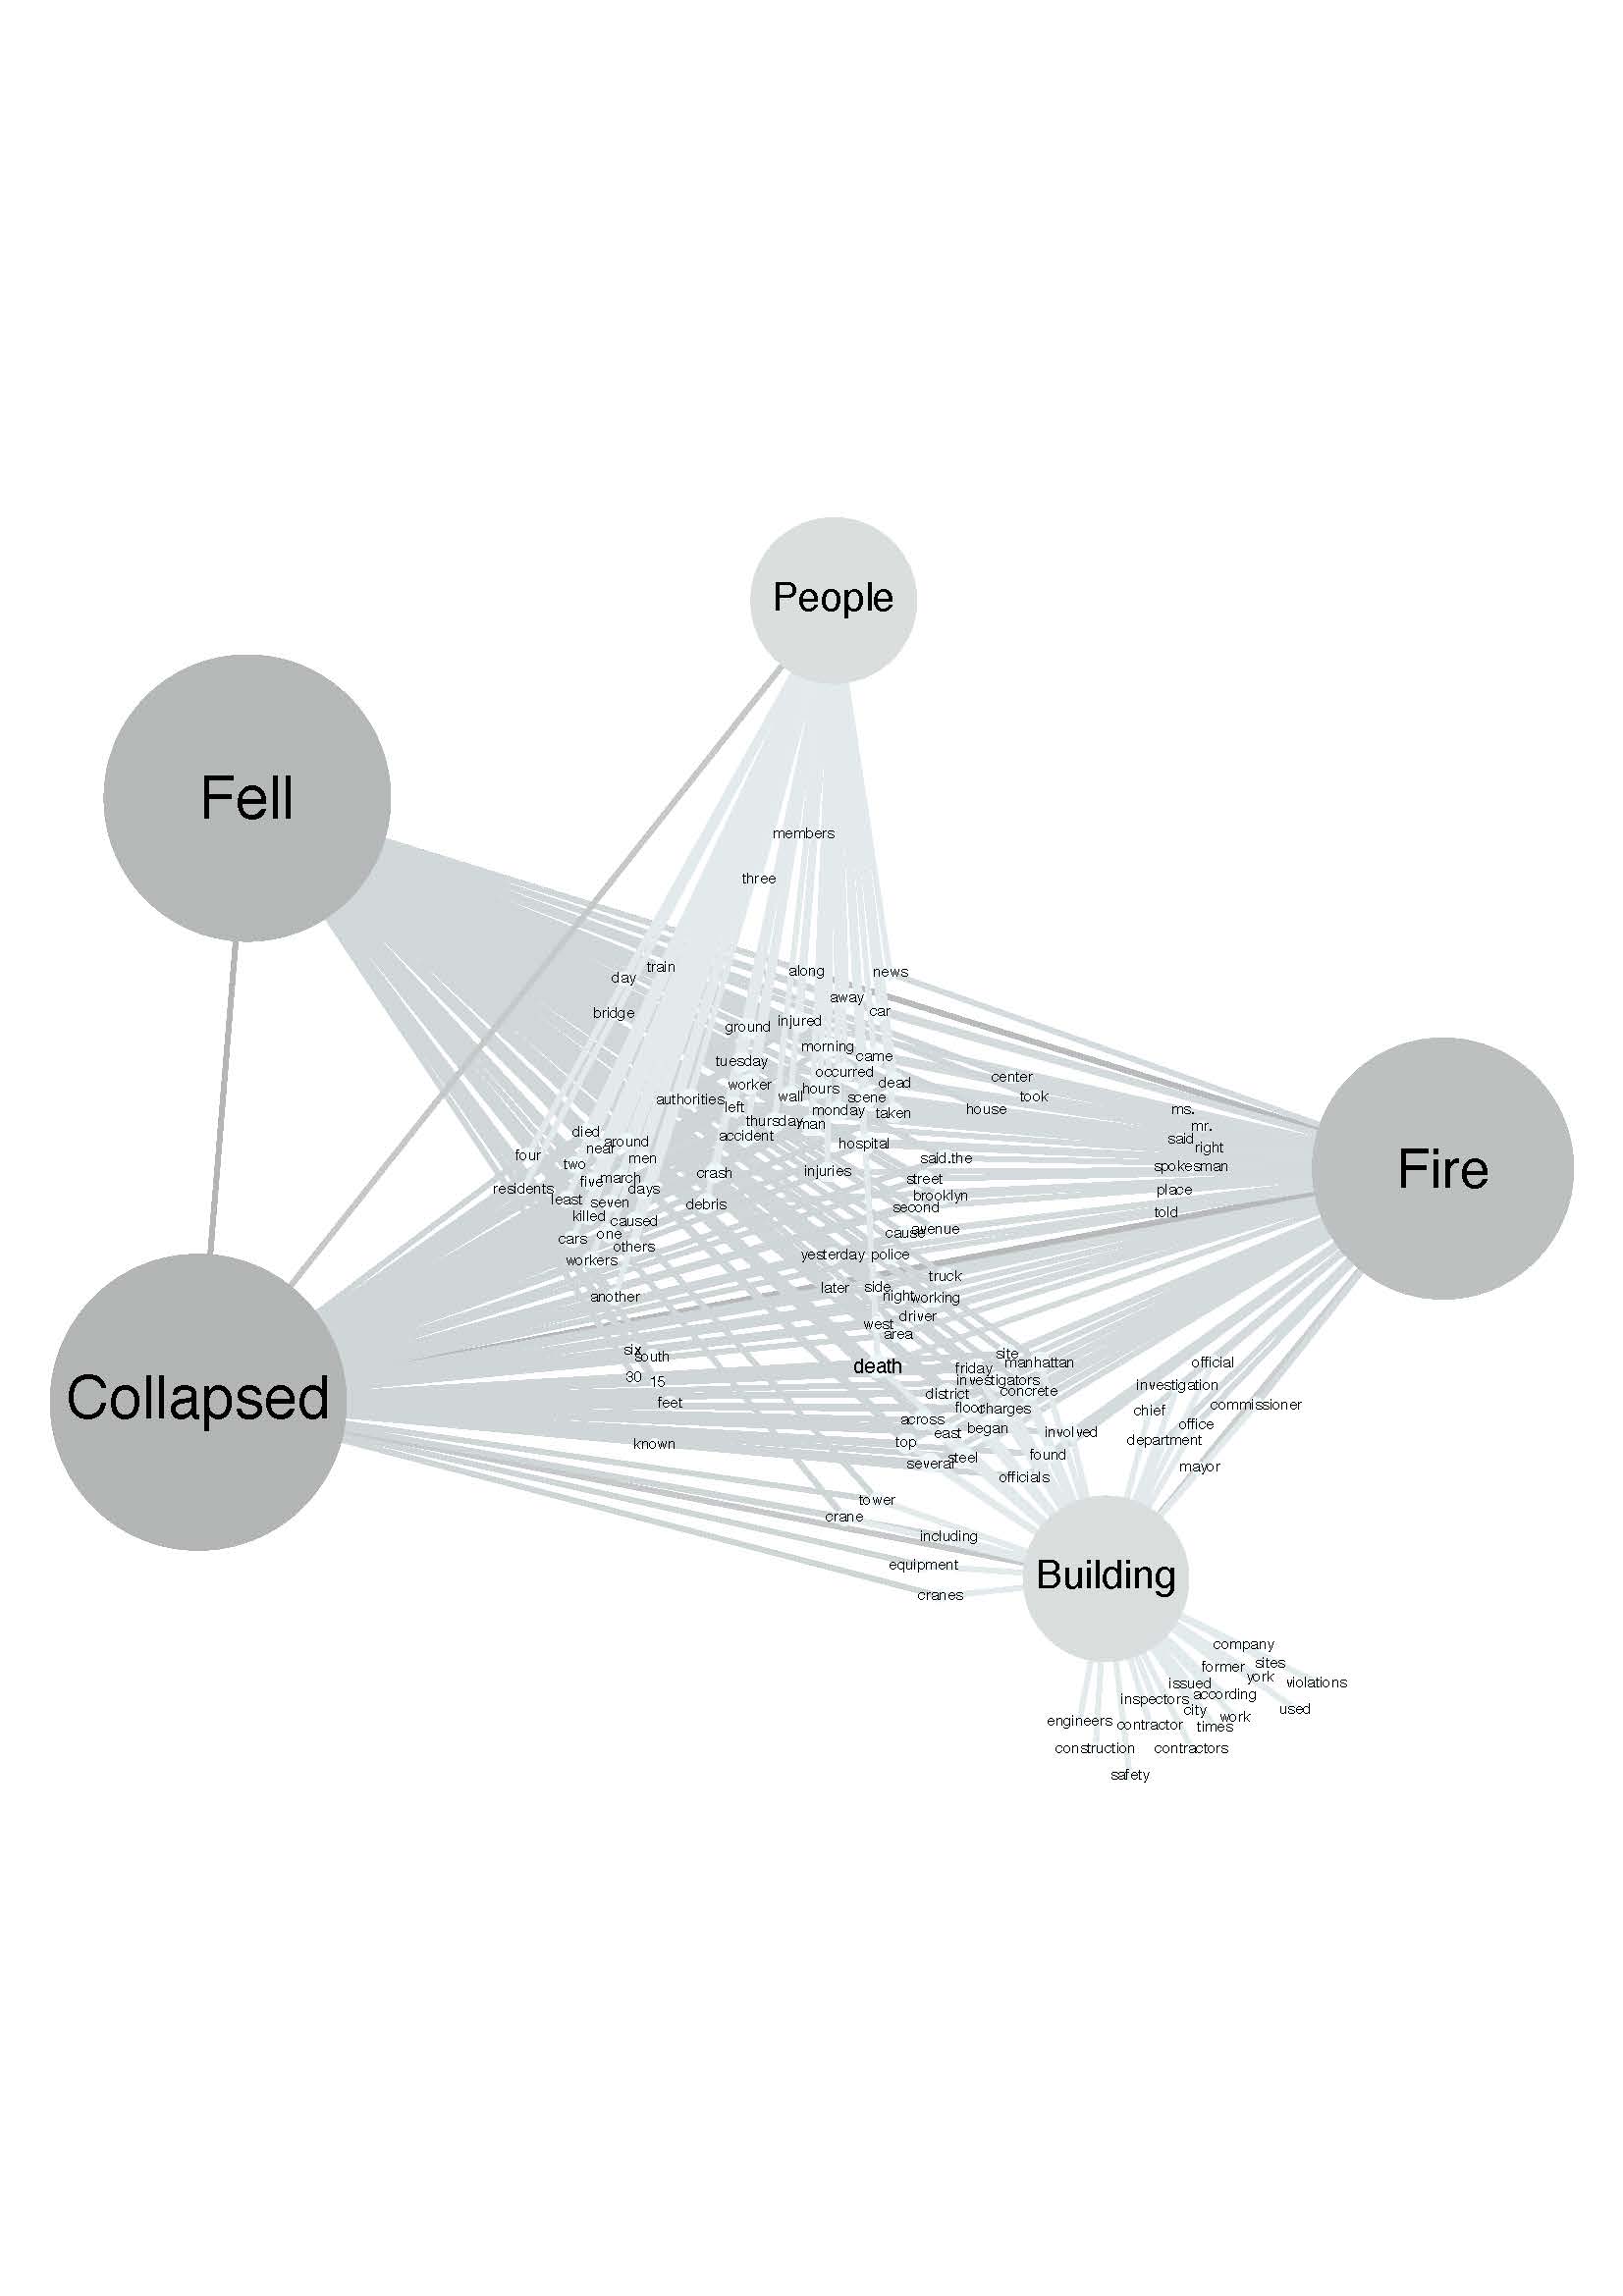 People
Fell
members
three
train
day
along
news
away
bridge
car
injured
ground
morning
came
tuesday
occurred
center
dead
worker
hours
wall
took
scene
authorities
left
house
ms.
monday
taken
thursday
man
mr.
died
accident
said
around
hospital
right
near
four
men
said.the
two
spokesman
Fire
crash
injuries
march
street
five
residents
days
place
brooklyn
least
seven
debris
second
told
killed
caused
avenue
one
cause
cars
others
yesterday
police
workers
truck
side
later
another
night
working
driver
west
area
six
south
site
official
death
friday
manhattan
30
15
investigators
investigation
concrete
district
Collapsed
feet
commissioner
floor
charges
chief
across
office
began
east
involved
known
top
department
found
steel
several
mayor
officials
tower
crane
including
equipment
Building
cranes
company
sites
former
york
issued
violations
according
inspectors
used
city
work
engineers
contractor
times
construction
contractors
safety